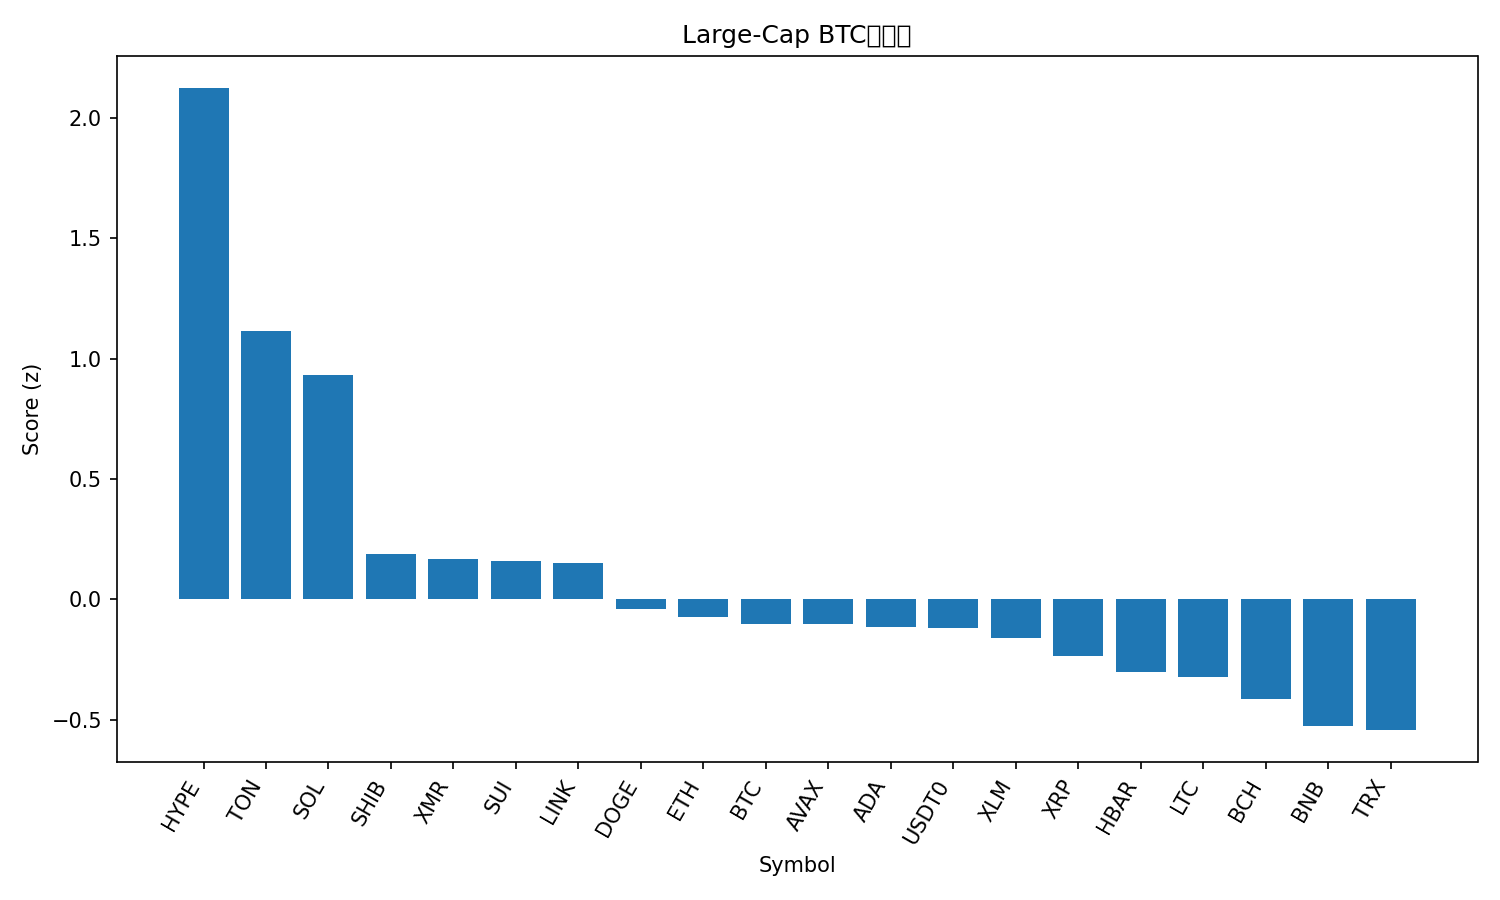 Large-Cap BTC
2.0
1.5
1.0
0.5
0.0
−0.5
Score (z)
HYPE
TON
SOL
SHIB
XMR
SUI
LINK
DOGE
ETH
BTC
AVAX
ADA
USDT0
XLM
XRP
HBAR
LTC
BCH
BNB
TRX
Symbol